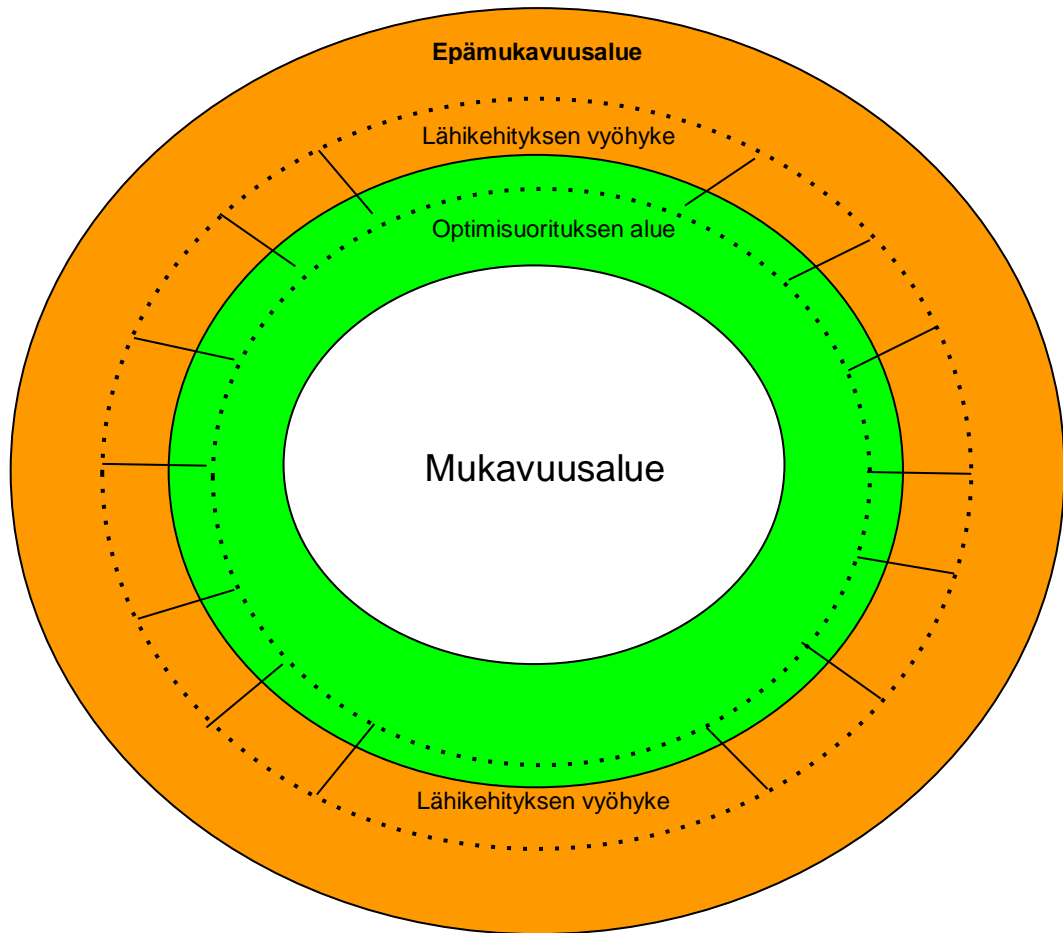 Epämukavuusalue
Lähikehityksen vyöhyke
Optimisuorituksen alue
Mukavuusalue
Lähikehityksen vyöhyke